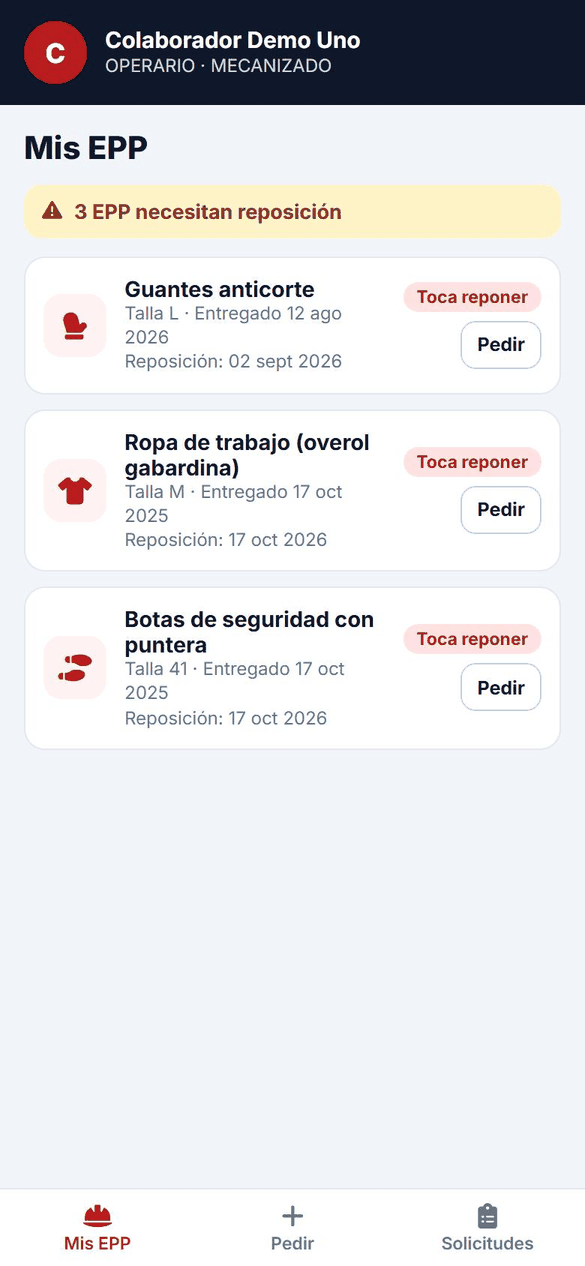 C
Colaborador Demo Uno
OPERARIO · MECANIZADO
Mis EPP
3 EPP necesitan reposición
Guantes anticorte
Talla L · Entregado 12 ago
2026
Reposición: 02 sept 2026
Toca reponer
Pedir
Ropa de trabajo (overol
gabardina)
Talla M · Entregado 17 oct
2025
Reposición: 17 oct 2026
Toca reponer
Pedir
Botas de seguridad con
puntera
Talla 41 · Entregado 17 oct
2025
Reposición: 17 oct 2026
Toca reponer
Pedir
Mis EPP
Pedir
Solicitudes